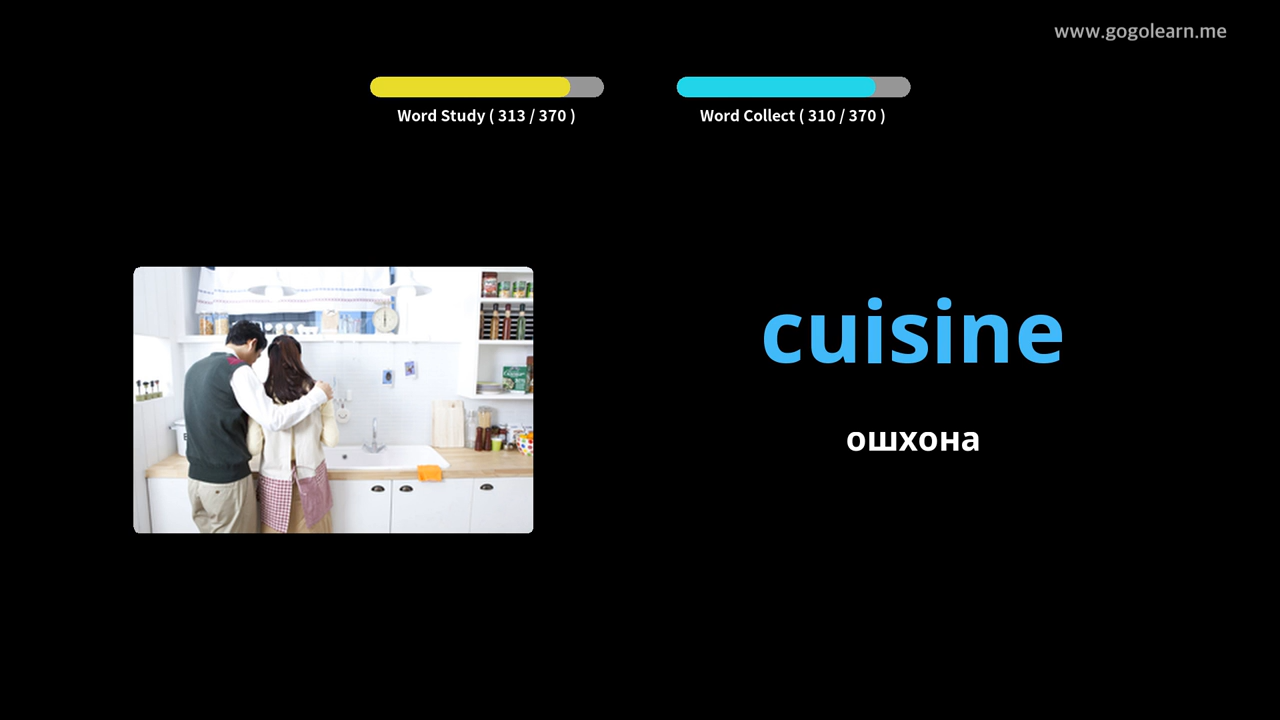 www.gogolearn.me
Word Study ( 313 / 370 )
Word Collect ( 310 / 370 )
cuisine
ошхона